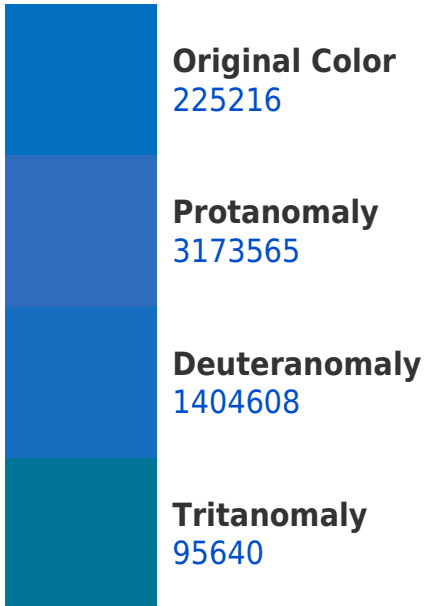 Original Color
225216
Protanomaly
3173565
Deuteranomaly
1404608
Tritanomaly
95640